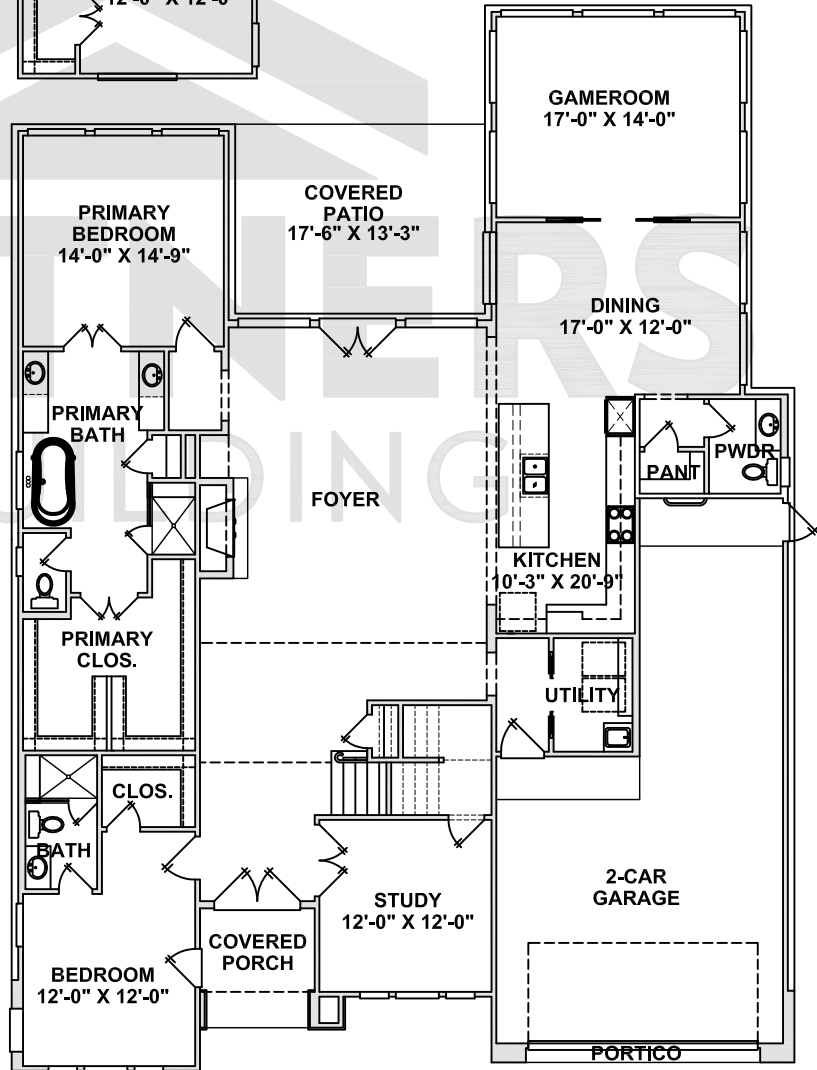 12'-0" X 12'-0"
GAMEROOM
17'-0" X 14'-0"
COVERED
PATIO
17'-6" X 13'-3"
PRIMARY
BEDROOM
14'-0" X 14'-9"
DINING
17'-0" X 12'-0"
PRIMARY
BATH
PWDR
PANT
FOYER
KITCHEN
10'-3" X 20'-9"
PRIMARY
CLOS.
UTILITY
CLOS.
BATH
2-CAR
GARAGE
STUDY
12'-0" X 12'-0"
COVERED
PORCH
BEDROOM
12'-0" X 12'-0"
PORTICO
TNERS
UILDING